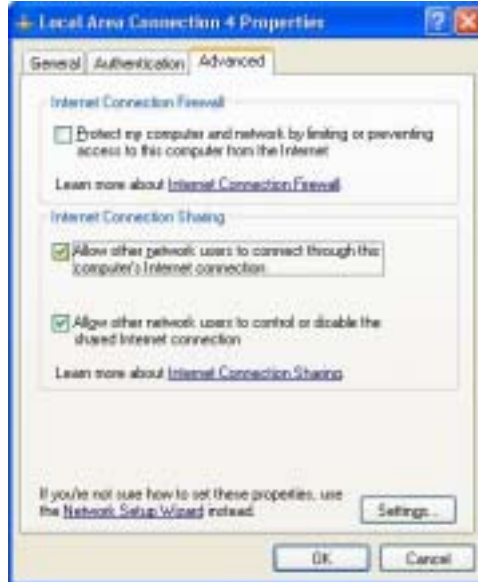 Local Area Connection 4 Properties
General Authentication Advanced
Internet Connection Firewall
Protect my computer and network by limiting or preventing
access to this computer from the Internet
Learn more about Internet Connection Firewall.
Internet Connection Sharing
Allow other network users to connect through this
computer's Internet connection
Allow other network users to control or disable the
shared Internet connection
Learn more about Internet Connection Sharing.
If you're not sure how to set these properties, use
the Network Setup Wizard instead.
Settings...
OK Cancel